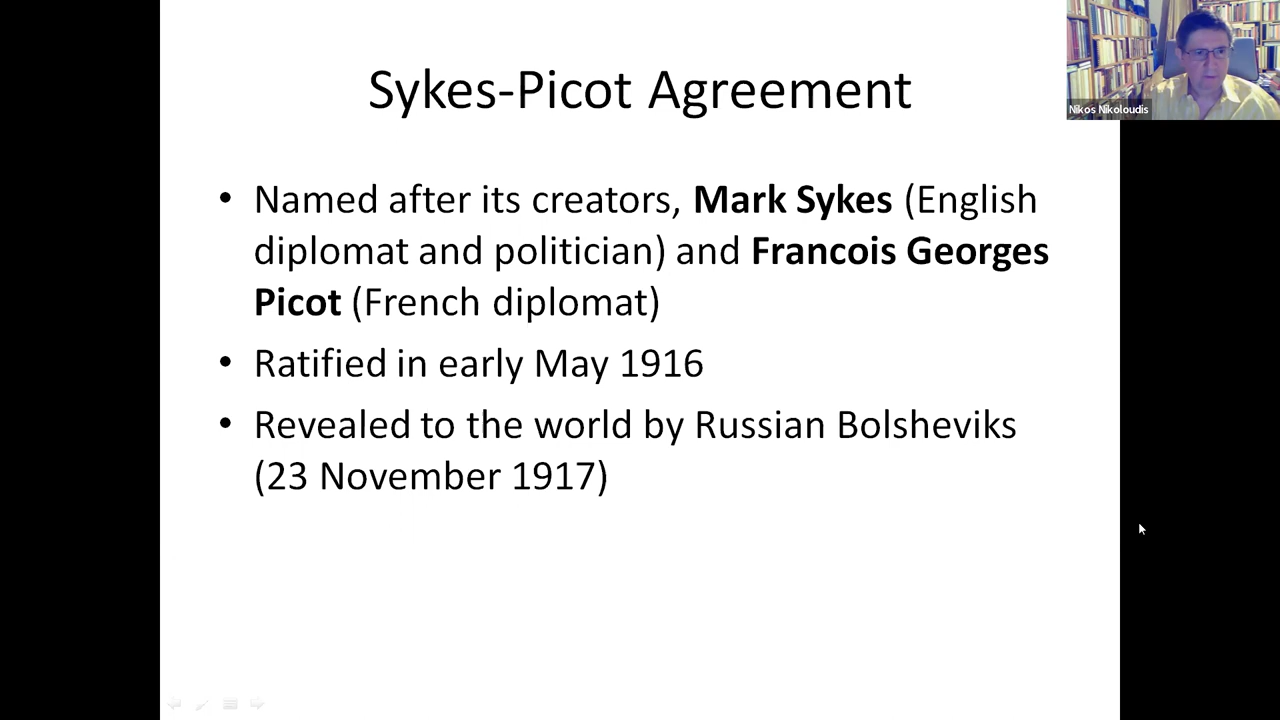 Sykes-Picot Agreement
Nikos Nikoloudis
• Named after its creators, Mark Sykes (English
diplomat and politician) and Francois Georges
Picot (French diplomat)
• Ratified in early May 1916
• Revealed to the world by Russian Bolsheviks
(23 November 1917)